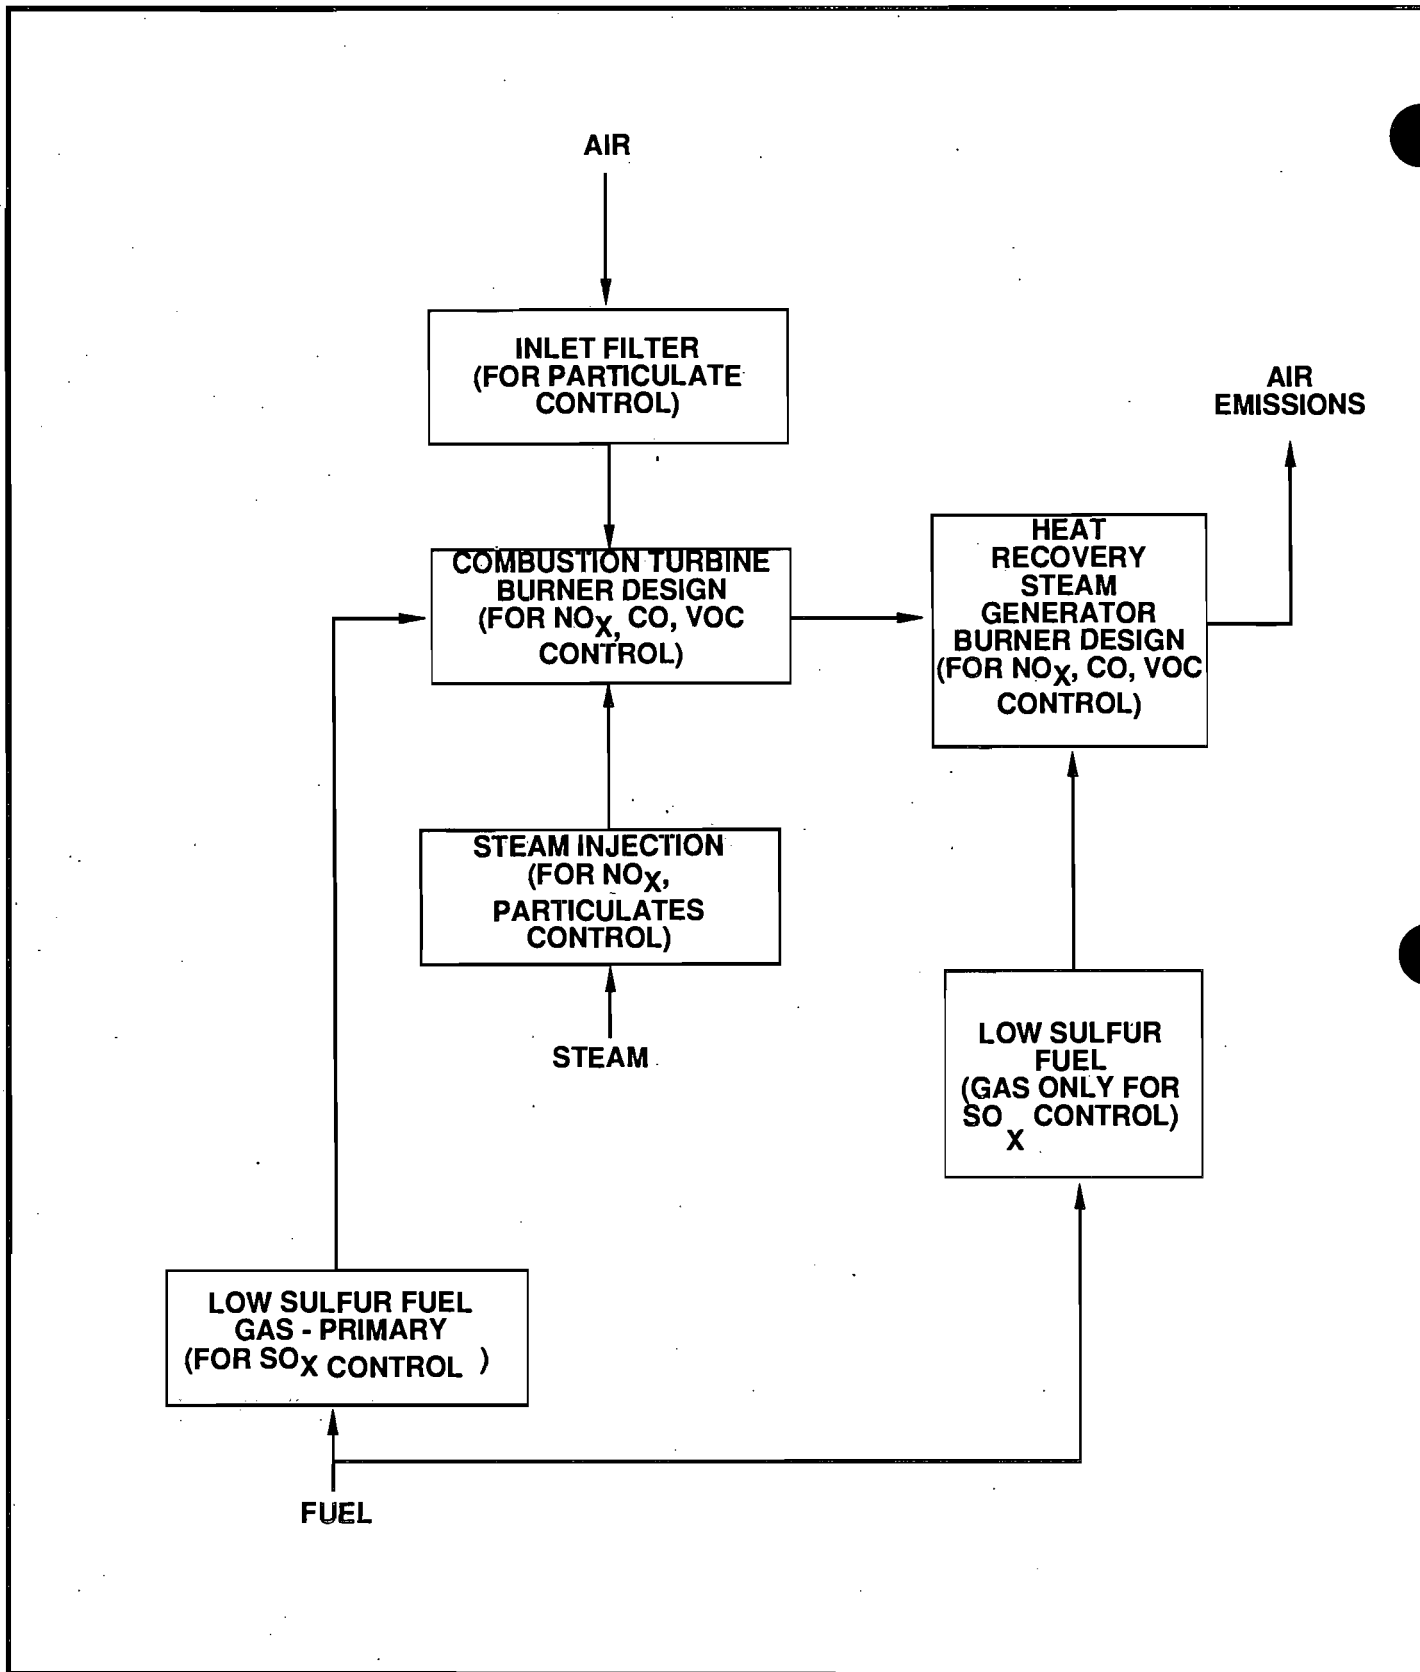 AIR
INLET FILTER
(FOR PARTICULATE
CONTROL)
AIR
EMISSIONS
COMBUSTION TURBINE
BURNER DESIGN
(FOR NOX, CO, VOC
CONTROL)
HEAT
RECOVERY
STEAM
GENERATOR
BURNER DESIGN
(FOR NOX, CO, VOC
CONTROL)
STEAM INJECTION
(FOR NOX,
PARTICULATES
CONTROL)
STEAM
LOW SULFUR
FUEL
(GAS ONLY FOR
SOX CONTROL)
LOW SULFUR FUEL
GAS - PRIMARY
(FOR SOX CONTROL )
FUEL